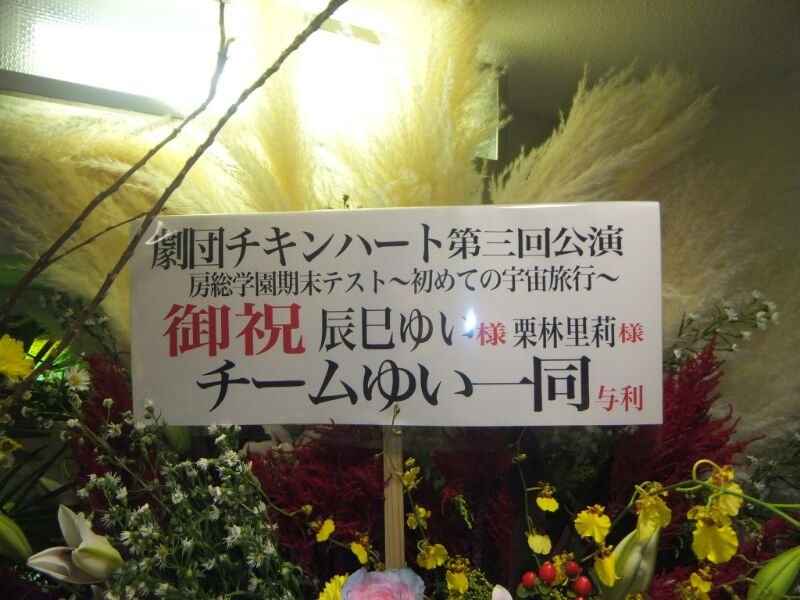 劇団チキンハート第三回公演
房総学園期末テスト〜初めての宇宙旅行〜
御祝 辰巳ゆい様 栗林里莉様
チームゆい一同与利